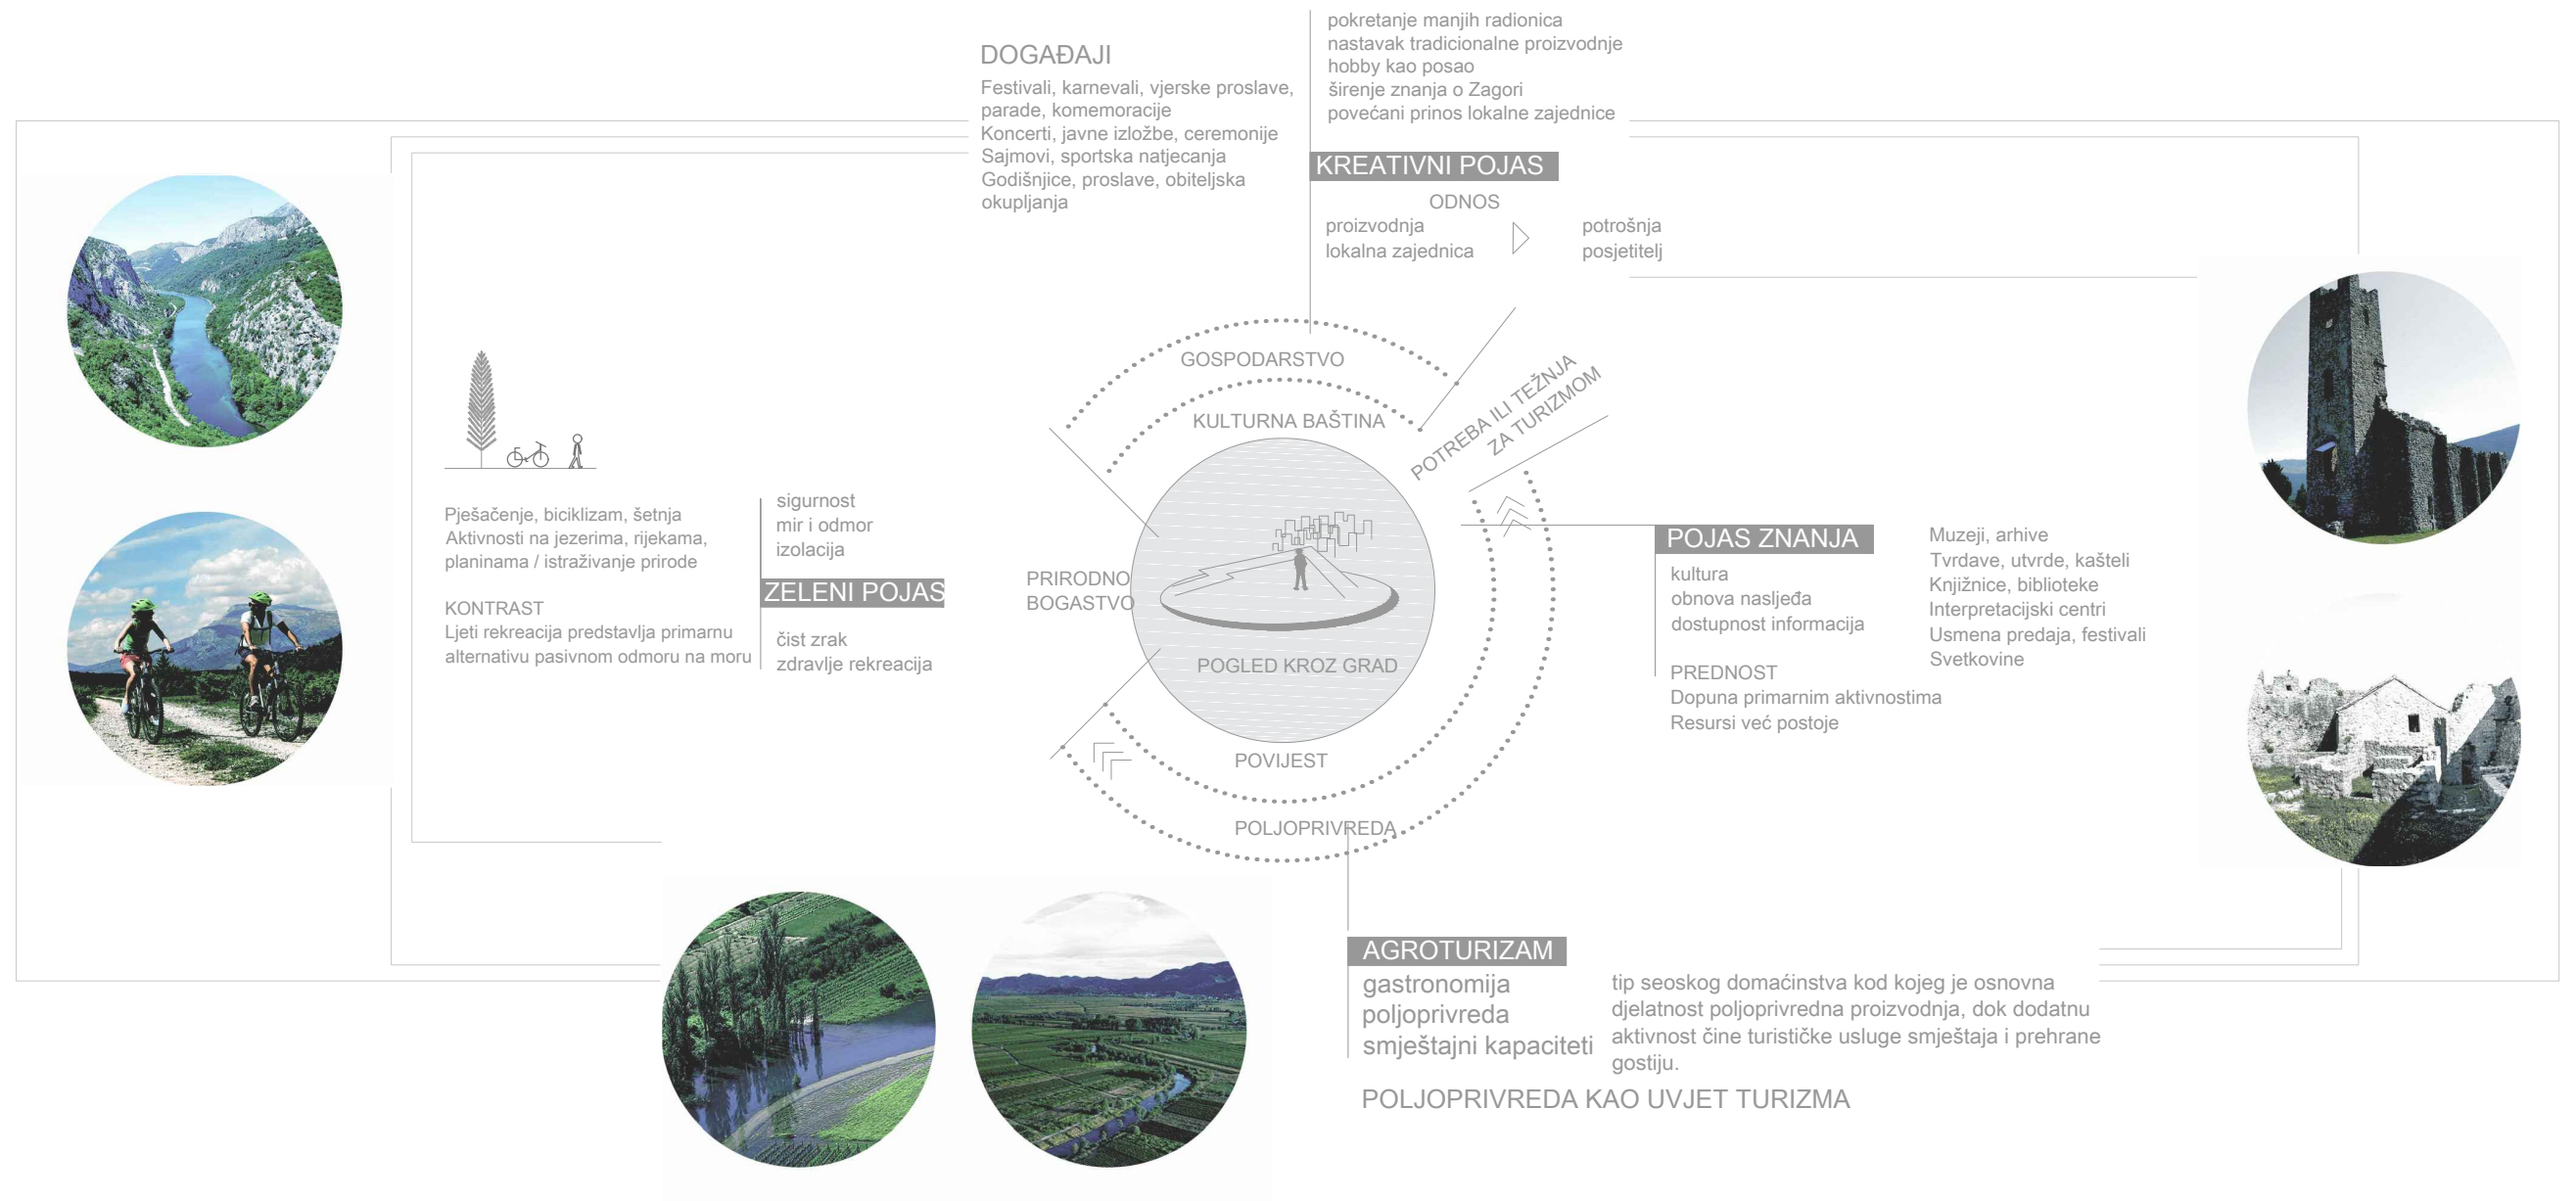 DOGAĐAJI
Festivali, karnevali, vjerske proslave,
parade, komemoracije
Koncerti, javne izložbe, ceremonije
Sajmovi, sportska natjecanja
Godišnjice, proslave, obiteljska
okupljanja
pokretanje manjih radionica
nastavak tradicionalne proizvodnje
hobby kao posao
širenje znanja o Zagori
povećani prinos lokalne zajednice
KREATIVNI POJAS
ODNOS
proizvodnja
lokalna zajednica
potrošnja
posjetitelj
GOSPODARSTVO
KULTURNA BAŠTINA
POTREBA ILI TEŽNJA
ZA TURIZMOM
Pješačenje, biciklizam, šetnja
Aktivnosti na jezerima, rijekama,
planinama / istraživanje prirode
KONTRAST
Ljeti rekreacija predstavlja primarnu
alternativu pasivnom odmoru na moru
sigurnost
mir i odmor
izolacija
ZELENI POJAS
čist zrak
zdravlje rekreacija
PRIRODNO
BOGASTVO
POGLED KROZ GRAD
POVIJEST
POLJOPRIVREDA
POJAS ZNANJA
kultura
obnova nasljeđa
dostupnost informacija
PREDNOST
Dopuna primarnim aktivnostima
Resursi već postoje
Muzeji, arhive
Tvrdave, utvrde, kašteli
Knjižnice, biblioteke
Interpretacijski centri
Usmena predaja, festivali
Svetkovine
AGROTURIZAM
gastronomija
poljoprivreda
smještajni kapaciteti
tip seoskog domaćinstva kod kojeg je osnovna
djelatnost poljoprivredna proizvodnja, dok dodatnu
aktivnost čine turističke usluge smještaja i prehrane
gostiju.
POLJOPRIVREDA KAO UVJET TURIZMA